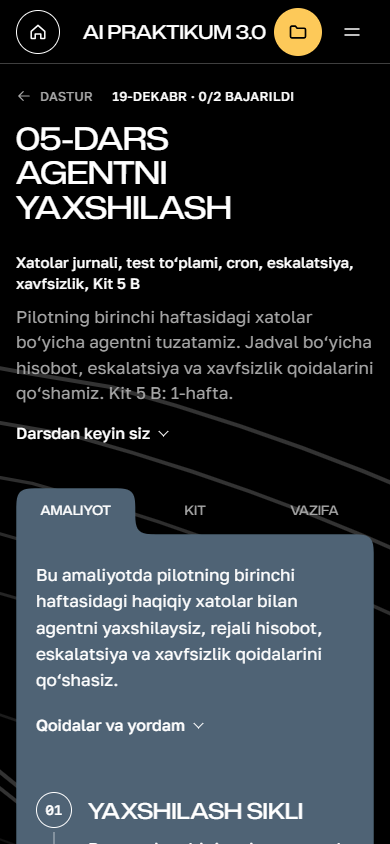 AI PRAKTIKUM 3.0
DASTUR 19-DEKABR · 0/2 BAJARILDI
05-DARS
AGENTNI
YAXSHILASH
Xatolar jurnali, test to‘plami, cron, eskalatsiya,
xavfsizlik, Kit 5 B
Pilotning birinchi haftasidagi xatolar
bo‘yicha agentni tuzatamiz. Jadval bo‘yicha
hisobot, eskalatsiya va xavfsizlik qoidalarini
qo‘shamiz. Kit 5 B: 1-hafta.
Darsdan keyin siz
AMALIYOT KIT VAZIFA
Bu amaliyotda pilotning birinchi
haftasidagi haqiqiy xatolar bilan
agentni yaxshilaysiz, rejali hisobot,
eskalatsiya va xavfsizlik qoidalarini
qo‘shasiz.
Qoidalar va yordam
01 YAXSHILASH SIKLI